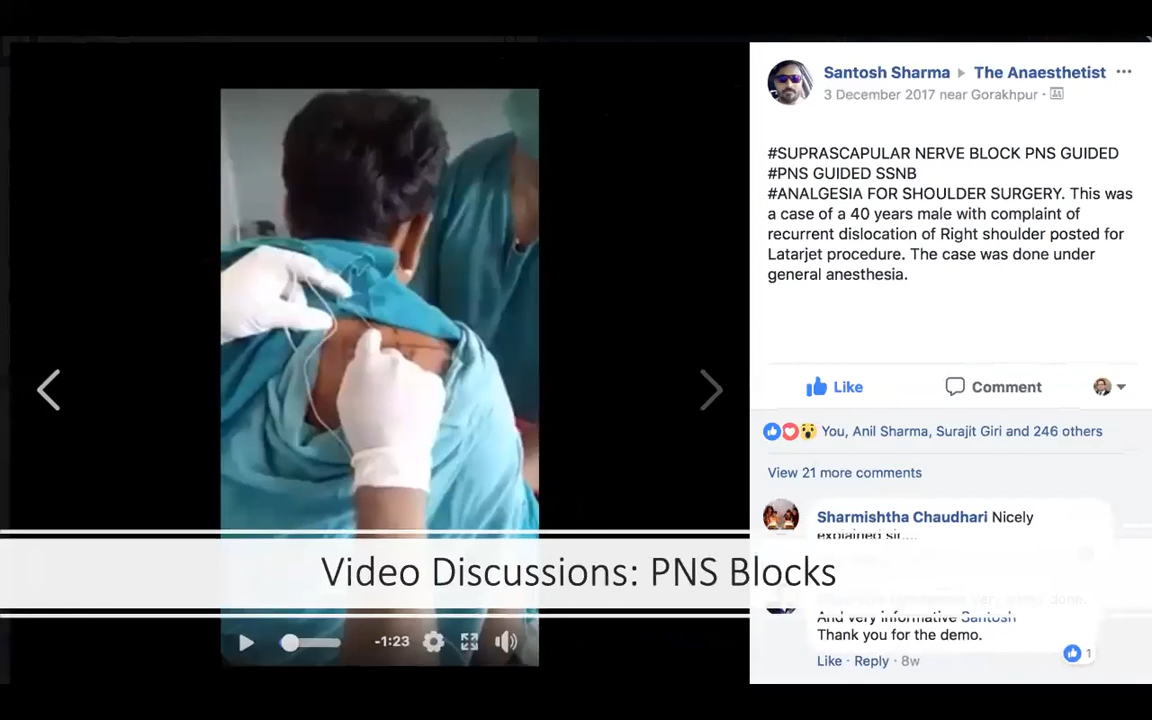 Santosh Sharma ▸ The Anaesthetist ...
3 December 2017 near Gorakhpur ·
#SUPRASCAPULAR NERVE BLOCK PNS GUIDED
#PNS GUIDED SSNB
#ANALGESIA FOR SHOULDER SURGERY. This was
a case of a 40 years male with complaint of
recurrent dislocation of Right shoulder posted for
Latarjet procedure. The case was done under
general anesthesia.
Like Comment
You, Anil Sharma, Surajit Giri and 246 others
View 21 more comments
Sharmishtha Chaudhari Nicely
explained sir....
Video Discussions: PNS Blocks
done.
And very informative Santosh
Thank you for the demo.
Like · Reply · 8w
1
-1:23